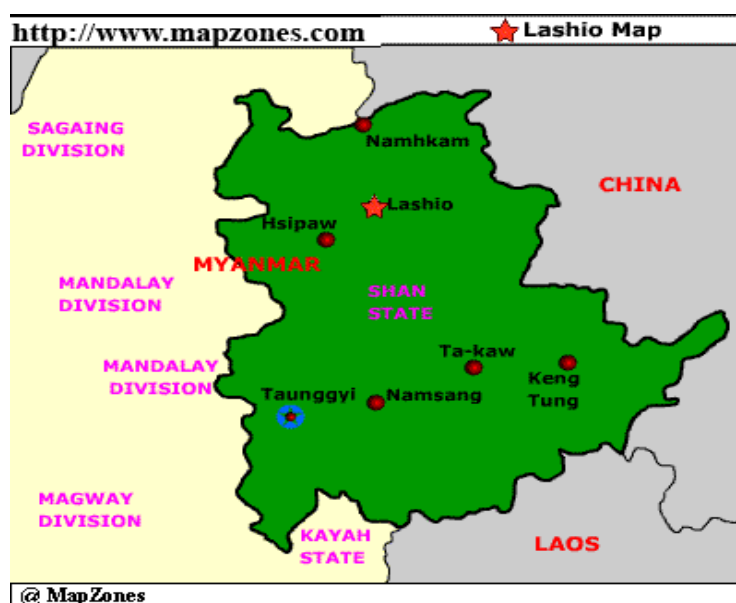 http://www.mapzones.com
Lashio Map
SAGAING
DIVISION
Namhkam
CHINA
Lashio
Hsipaw
MYANMAR
MANDALAY
DIVISION
SHAN
STATE
MANDALAY
DIVISION
Ta-kaw
Keng
Tung
Taunggyi
Namsang
MAGWAY
DIVISION
KAYAH
STATE
LAOS
@ MapZones